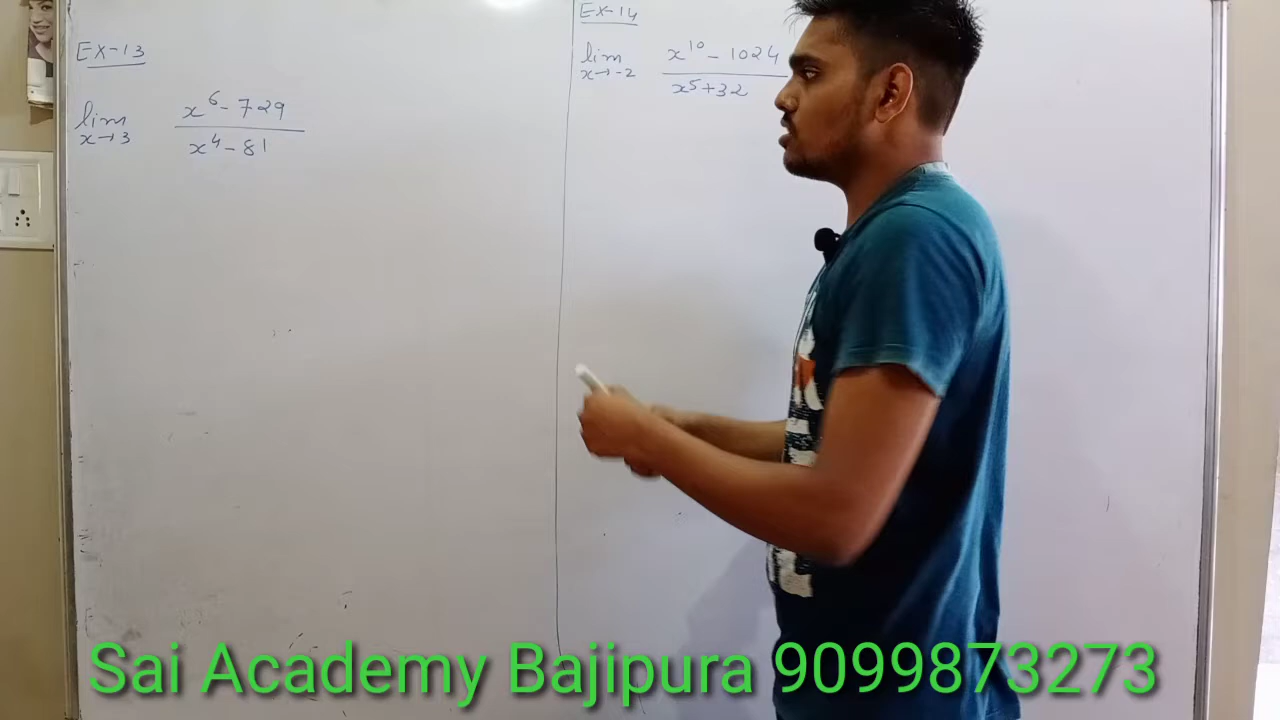 Ex-13
lim x→3 x⁶-729 / x⁴-81
Ex-14
lim x→-2 x¹⁰-1024 / x⁵+32
Sai Academy Bajipura 9099873273